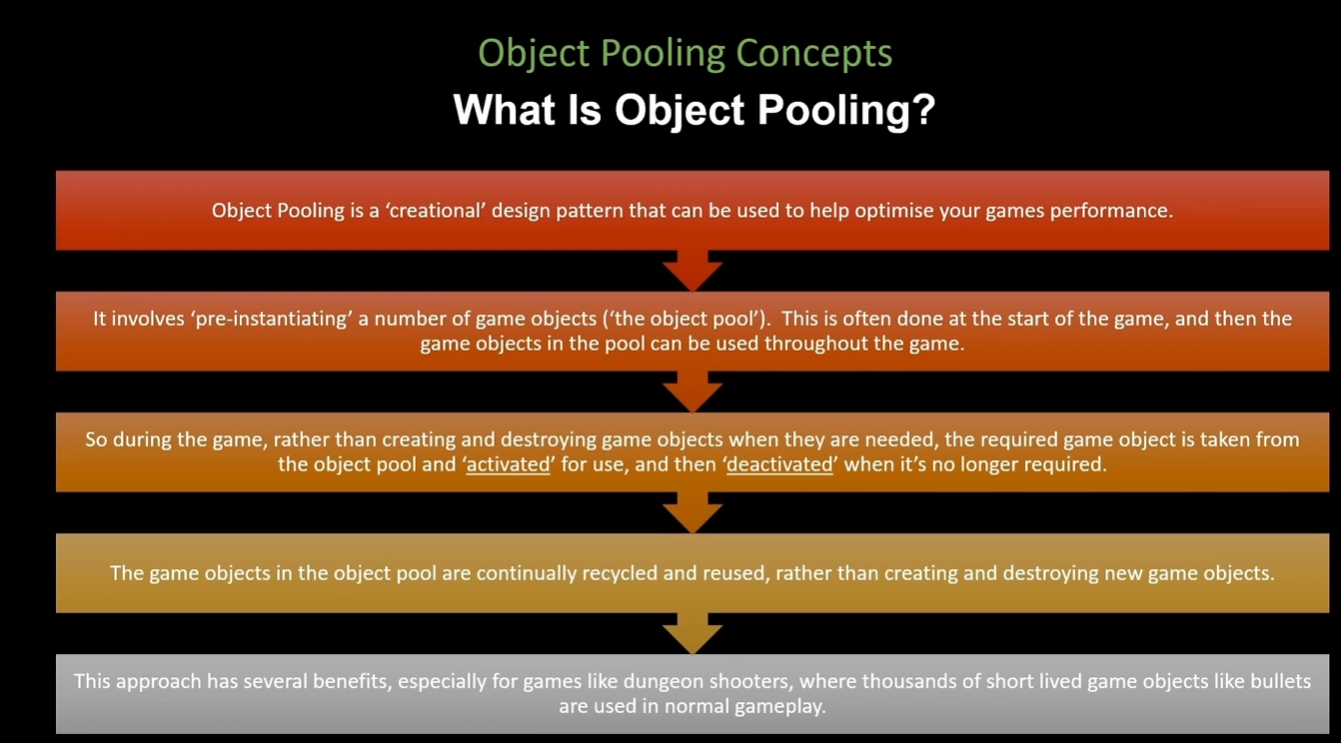 Object Pooling Concepts
What Is Object Pooling?
Object Pooling is a ‘creational’ design pattern that can be used to help optimise your games performance.
It involves ‘pre-instantiating’ a number of game objects (‘the object pool’).  This is often done at the start of the game, and then the
game objects in the pool can be used throughout the game.
So during the game, rather than creating and destroying game objects when they are needed, the required game object is taken from
the object pool and ‘activated’ for use, and then ‘deactivated’ when it’s no longer required.
The game objects in the object pool are continually recycled and reused, rather than creating and destroying new game objects.
This approach has several benefits, especially for games like dungeon shooters, where thousands of short lived game objects like bullets
are used in normal gameplay.